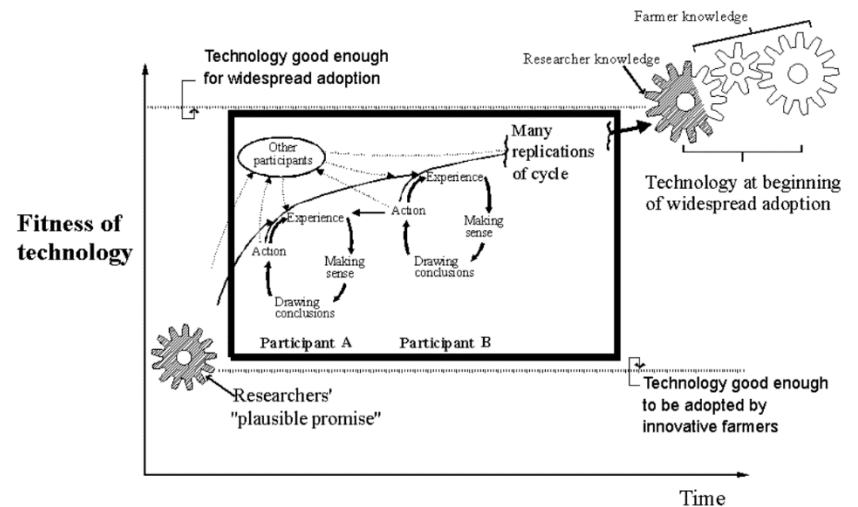 Farmer knowledge
Researcher knowledge
Technology good enough
for widespread adoption
Other
participants
Many
replications
of cycle
Experience
Action
Making
sense
Drawing
conclusions
Experience
Action
Making
sense
Drawing
conclusions
Technology at beginning
of widespread adoption
Fitness of
technology
Participant A
Participant B
Researchers'
"plausible promise"
Technology good enough
to be adopted by
innovative farmers
Time